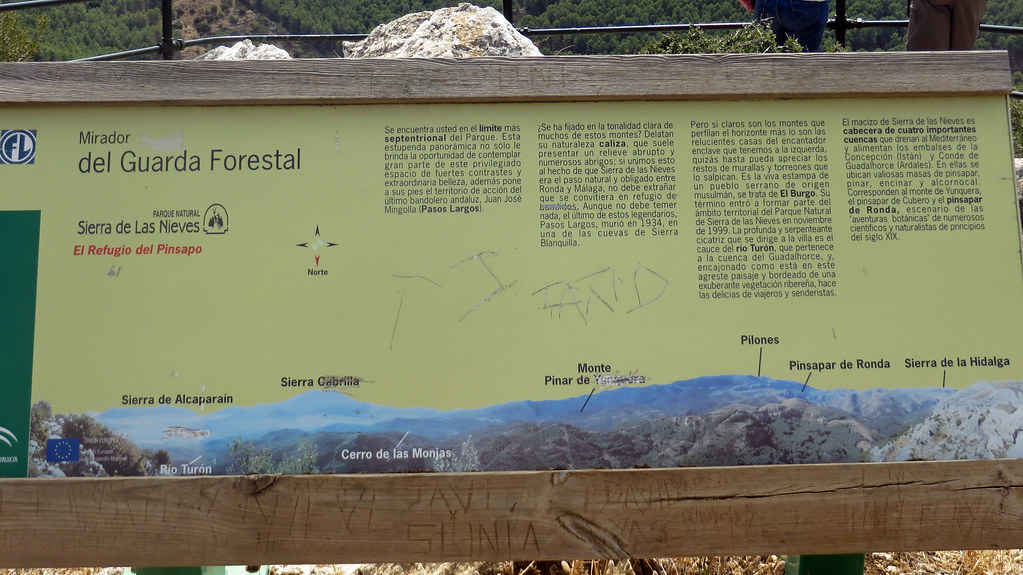 Mirador
del Guarda Forestal
PARQUE NATURAL
Sierra de Las Nieves
El Refugio del Pinsapo
Norte
Se encuentra usted en el limite más
septentrional del Parque. Esta
estupenda panorámica no sólo le
brinda la oportunidad de contemplar
gran parte de este privilegiado
espacio de fuertes contrastes y
extraordinaria belleza, además pone
a sus pies el territorio de acción del
último bandolero andaluz, Juan José
Mingolla (Pasos Largos).
¿Se ha fijado en la tonalidad clara de
muchos de estos montes? Delatan
su naturaleza caliza, que suele
presentar un relieve abrupto y
numerosos abrigos; si unimos esto
al hecho de que Sierra de las Nieves
era el paso natural y obligado entre
Ronda y Málaga, no debe extrañar
que se convitiera en refugio de
Aunque no debe temer
nada, el último de estos legendarios,
Pasos Largos, murió en 1934, en
una de las cuevas de Sierra
Blanquilla.
Pero si claros son los montes que
perfilan el horizonte más lo son las
relucientes casas del encantador
enclave que tenemos a la izquierda,
quizás hasta pueda apreciar los
restos de murallas y torreones que
lo salpican. Es la viva estampa de
un pueblo serrano de origen
musulmán, se trata de El Burgo. Su
término entró a formar parte del
ámbito territorial del Parque Natural
de Sierra de las Nieves en noviembre
de 1999. La profunda y serpenteante
cicatriz que se dirige a la villa es el
cauce del río Turón, que pertenece
a la cuenca del Guadalhorce, y,
encajonado como está en este
agreste paisaje y bordeado de una
exuberante vegetación ribereña, hace
las delicias de viajeros y senderistas.
El macizo de Sierra de las Nieves es
cabecera de cuatro importantes
cuencas que drenan al Mediterráneo
y alimentan los embalses de la
Concepción (Istán) y Conde de
Guadalhorce (Ardales). En ellas se
ubican valiosas masas de pinsapar,
pinar, encinar y alcornocal.
Corresponden al monte de Yunquera,
el pinsapar de Cubero y el pinsapar
de Ronda, escenario de las
'aventuras botánicas' de numerosos
científicos y naturalistas de principios
del siglo XIX.
Pilones
Pinsapar de Ronda
Sierra de la Hidalga
Monte
Pinar de Yunquera
Sierra Cabrilla
Sierra de Alcaparaín
Cerro de las Monjas
Río Turón
SONIA